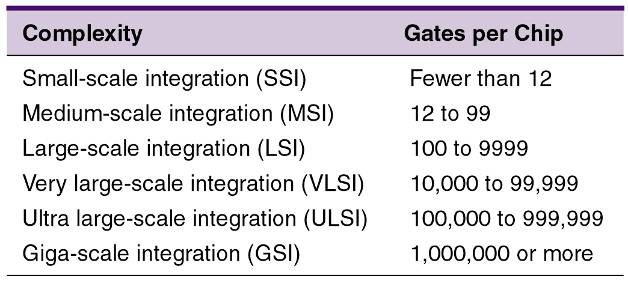 Complexity Gates per Chip
Small-scale integration (SSI) Fewer than 12
Medium-scale integration (MSI) 12 to 99
Large-scale integration (LSI) 100 to 9999
Very large-scale integration (VLSI) 10,000 to 99,999
Ultra large-scale integration (ULSI) 100,000 to 999,999
Giga-scale integration (GSI) 1,000,000 or more